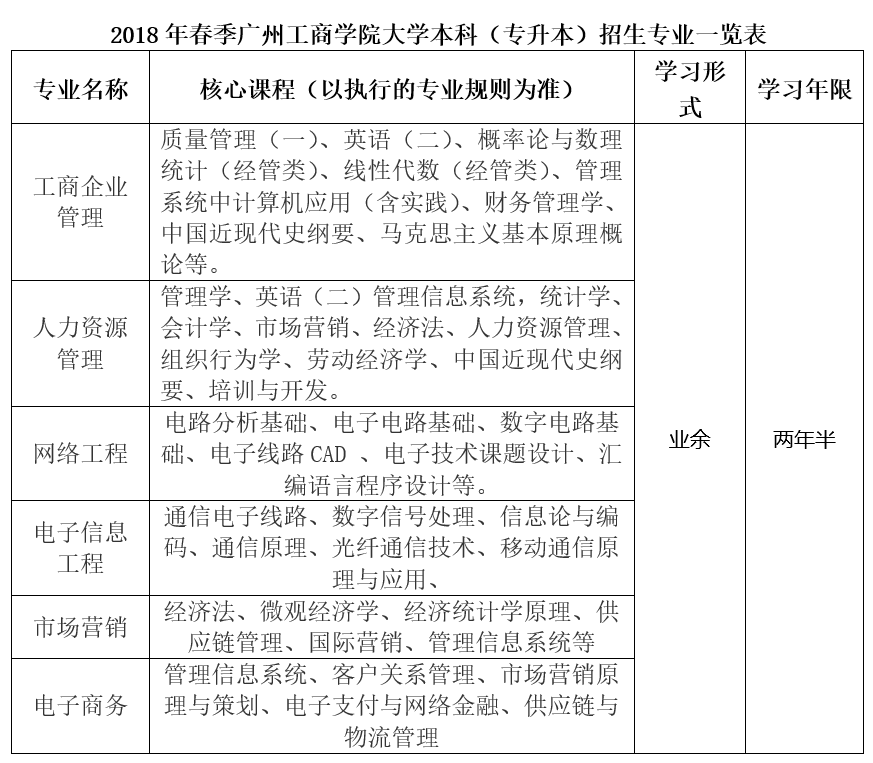 2018年春季广州工商学院大学本科（专升本）招生专业一览表
专业名称
核心课程（以执行的专业规则为准）
学习形
式
学习年限
工商企业
管理
质量管理（一）、英语（二）、概率论与数理
统计（经管类）、线性代数（经管类）、管理
系统中计算机应用（含实践）、财务管理学、
中国近现代史纲要、马克思主义基本原理概
论等。
业余
两年半
人力资源
管理
管理学、英语（二）管理信息系统，统计学、
会计学、市场营销、经济法、人力资源管理、
组织行为学、劳动经济学、中国近现代史纲
要、培训与开发。
网络工程
电路分析基础、电子电路基础、数字电路基
础、电子线路CAD 、电子技术课题设计、汇
编语言程序设计等。
电子信息
工程
通信电子线路、数字信号处理、信息论与编
码、通信原理、光纤通信技术、移动通信原
理与应用、
市场营销
经济法、微观经济学、经济统计学原理、供
应链管理、国际营销、管理信息系统等
电子商务
管理信息系统、客户关系管理、市场营销原
理与策划、电子支付与网络金融、供应链与
物流管理